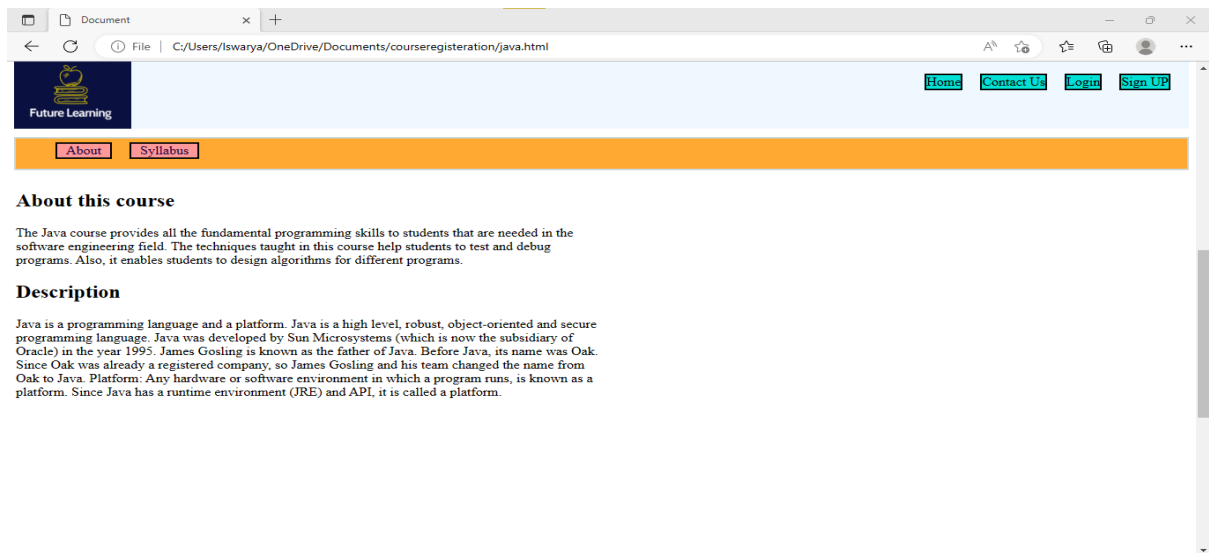 Document
File | C:/Users/Iswarya/OneDrive/Documents/courseregisteration/java.html
Future Learning
Home Contact Us Login Sign UP
About Syllabus
About this course
The Java course provides all the fundamental programming skills to students that are needed in the
software engineering field. The techniques taught in this course help students to test and debug
programs. Also, it enables students to design algorithms for different programs.
Description
Java is a programming language and a platform. Java is a high level, robust, object-oriented and secure
programming language. Java was developed by Sun Microsystems (which is now the subsidiary of
Oracle) in the year 1995. James Gosling is known as the father of Java. Before Java, its name was Oak.
Since Oak was already a registered company, so James Gosling and his team changed the name from
Oak to Java. Platform: Any hardware or software environment in which a program runs, is known as a
platform. Since Java has a runtime environment (JRE) and API, it is called a platform.